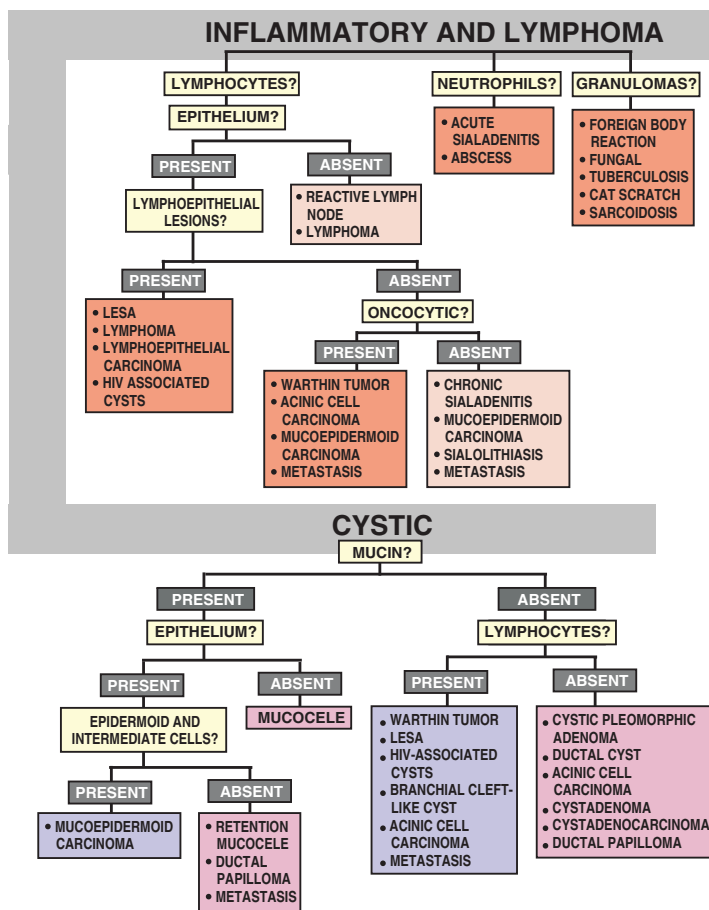 INFLAMMATORY AND LYMPHOMA
LYMPHOCYTES?
NEUTROPHILS?
GRANULOMAS?
EPITHELIUM?
• ACUTE
SIALADENITIS
• ABSCESS
• FOREIGN BODY
REACTION
• FUNGAL
• TUBERCULOSIS
• CAT SCRATCH
• SARCOIDOSIS
PRESENT
ABSENT
LYMPHOEPITHELIAL
LESIONS?
• REACTIVE LYMPH
NODE
• LYMPHOMA
PRESENT
ABSENT
• LESA
• LYMPHOMA
• LYMPHOEPITHELIAL
CARCINOMA
• HIV ASSOCIATED
CYSTS
ONCOCYTIC?
PRESENT
ABSENT
• WARTHIN TUMOR
• ACINIC CELL
CARCINOMA
• MUCOEPIDERMOID
CARCINOMA
• METASTASIS
• CHRONIC
SIALADENITIS
• MUCOEPIDERMOID
CARCINOMA
• SIALOLITHIASIS
• METASTASIS
CYSTIC
MUCIN?
PRESENT
ABSENT
EPITHELIUM?
LYMPHOCYTES?
PRESENT
ABSENT
PRESENT
ABSENT
EPIDERMOID AND
INTERMEDIATE CELLS?
MUCOCELE
• WARTHIN TUMOR
• LESA
• HIV-ASSOCIATED
CYSTS
• BRANCHIAL CLEFT-
LIKE CYST
• ACINIC CELL
CARCINOMA
• METASTASIS
• CYSTIC PLEOMORPHIC
ADENOMA
• DUCTAL CYST
• ACINIC CELL
CARCINOMA
• CYSTADENOMA
• CYSTADENOCARCINOMA
• DUCTAL PAPILLOMA
PRESENT
ABSENT
• MUCOEPIDERMOID
CARCINOMA
• RETENTION
MUCOCELE
• DUCTAL
PAPILLOMA
• METASTASIS